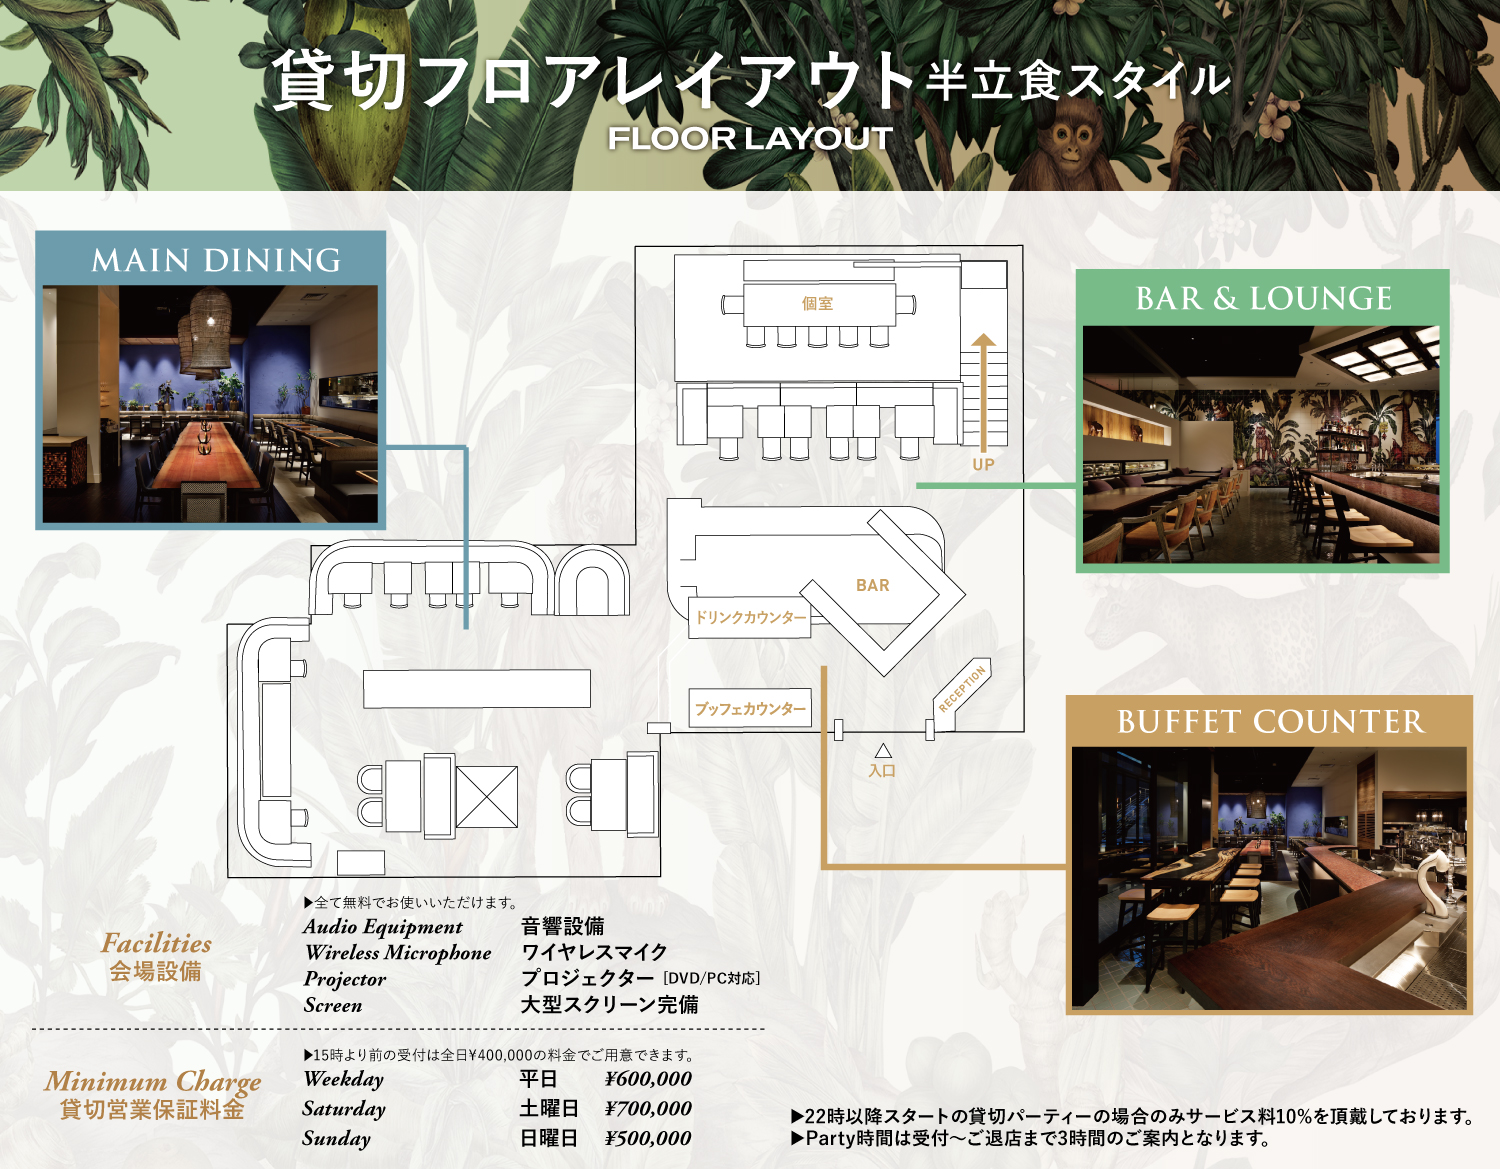 貸切フロアレイアウト半立食スタイル
FLOOR LAYOUT
MAIN DINING
個室
UP
BAR & LOUNGE
BAR
ドリンクカウンター
ブッフェカウンター
RECEPTION
入口
BUFFET COUNTER
Facilities
会場設備
▶全て無料でお使いいただけます。
Audio Equipment 音響設備
Wireless Microphone ワイヤレスマイク
Projector プロジェクター [DVD/PC対応]
Screen 大型スクリーン完備
Minimum Charge
貸切営業保証料金
▶15時より前の受付は全日¥400,000の料金でご用意できます。
Weekday 平日 ¥600,000
Saturday 土曜日 ¥700,000
Sunday 日曜日 ¥500,000
▶22時以降スタートの貸切パーティーの場合のみサービス料10%を頂戴しております。
▶Party時間は受付〜ご退店まで3時間のご案内となります。